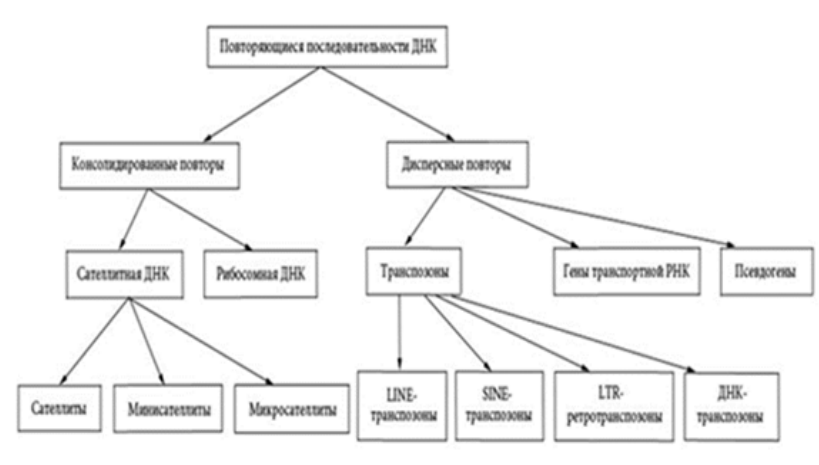 Повторяющиеся последовательности ДНК
Консолидированные повторы
Дисперсные повторы
Сателлитная ДНК
Рибосомная ДНК
Транспозоны
Гены транспортной РНК
Псевдогены
Сателлиты
Минисателлиты
Микросателлиты
LINE-
транспозоны
SINE-
транспозоны
LTR-
ретротранспозоны
ДНК-
транспозоны